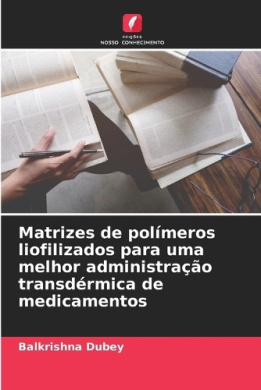 edições
NOSSO CONHECIMENTO
Matrizes de polímeros
liofilizados para uma
melhor administração
transdérmica de
medicamentos
Balkrishna Dubey